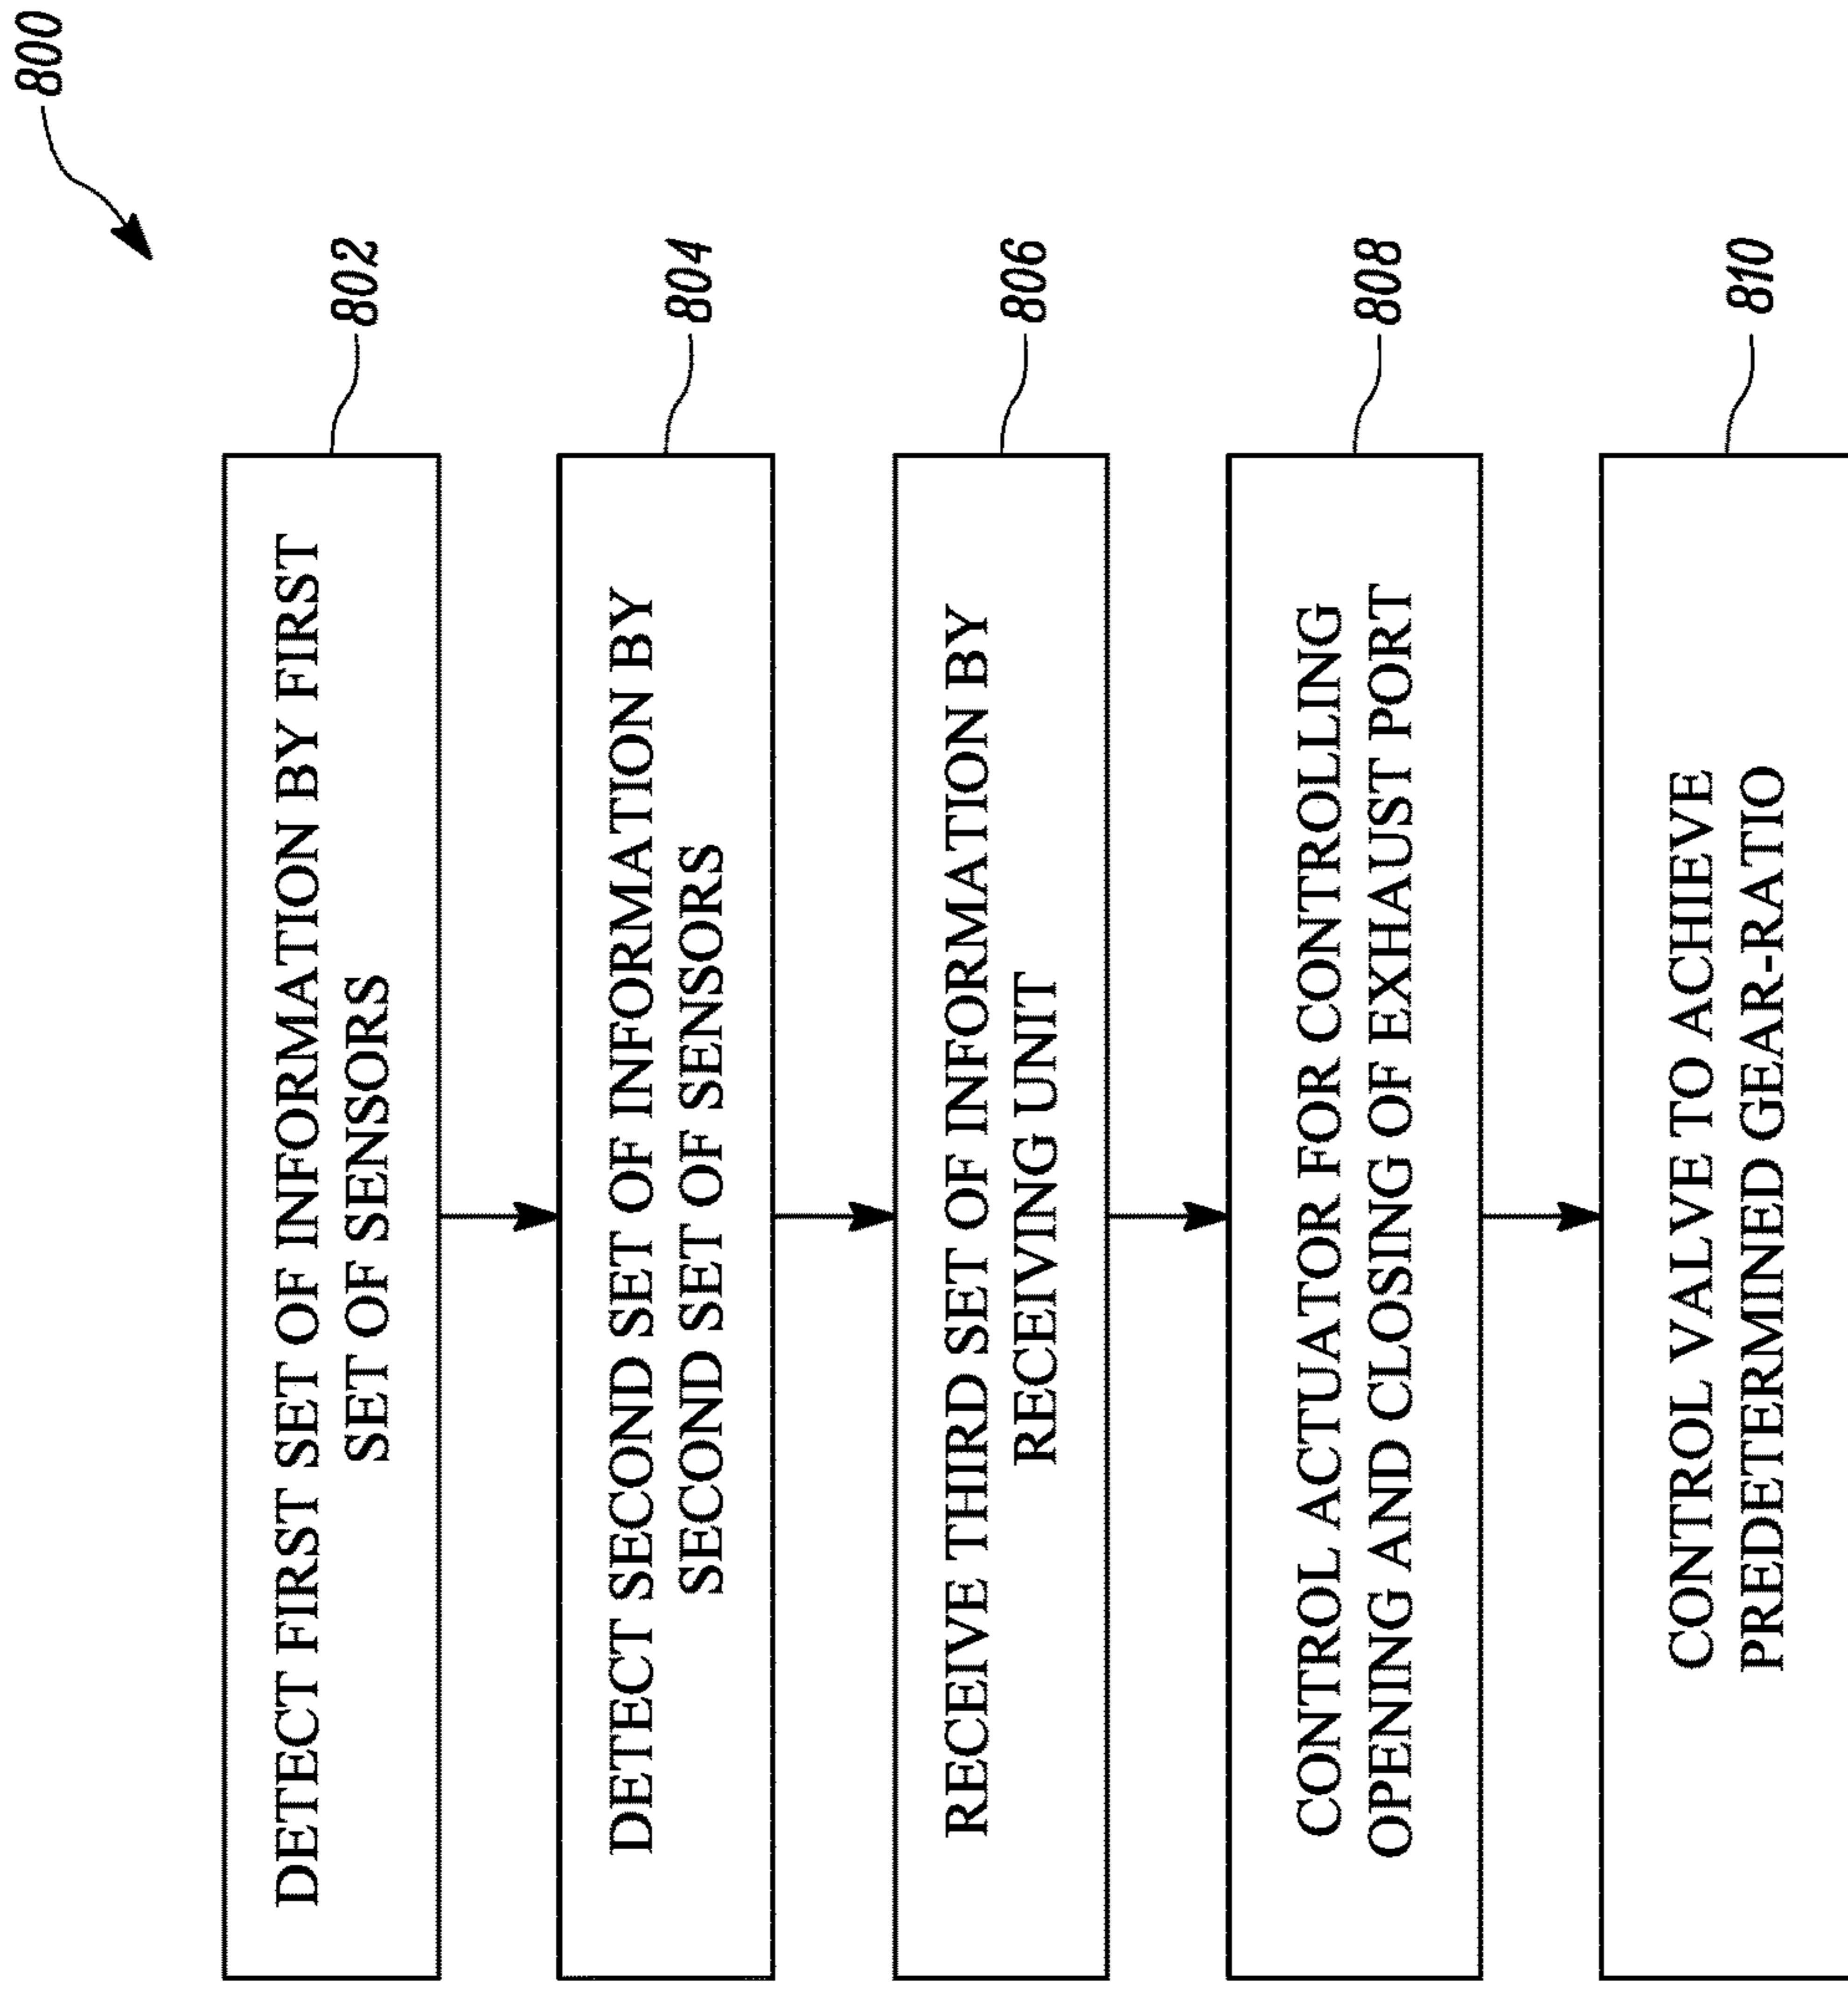 800
DETECT FIRST SET OF INFORMATION BY FIRST
SET OF SENSORS
802
DETECT SECOND SET OF INFORMATION BY
SECOND SET OF SENSORS
804
RECEIVE THIRD SET OF INFORMATION BY
RECEIVING UNIT
806
CONTROL ACTUATOR FOR CONTROLLING
OPENING AND CLOSING OF EXHAUST PORT
808
CONTROL VALVE TO ACHIEVE
PREDETERMINED GEAR-RATIO
810